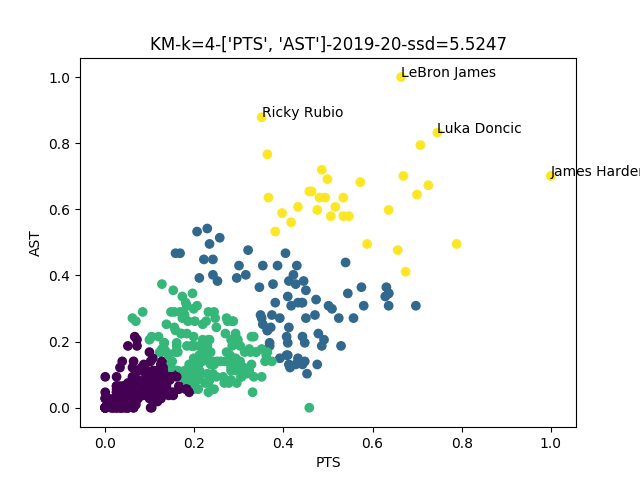 KM-k=4-['PTS', 'AST']-2019-20-ssd=5.5247
LeBron James
Ricky Rubio
Luka Doncic
James Harden
AST
1.0
0.8
0.6
0.4
0.2
0.0
0.0 0.2 0.4 0.6 0.8 1.0
PTS